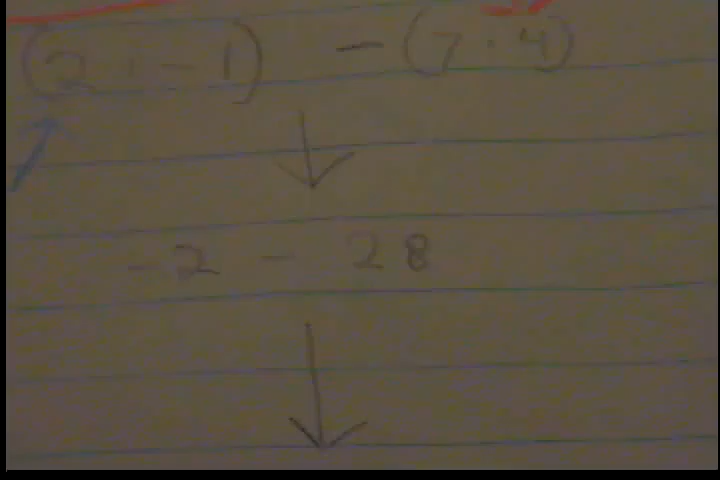 (2 · -1) - (7 · 4)
-2 - 28